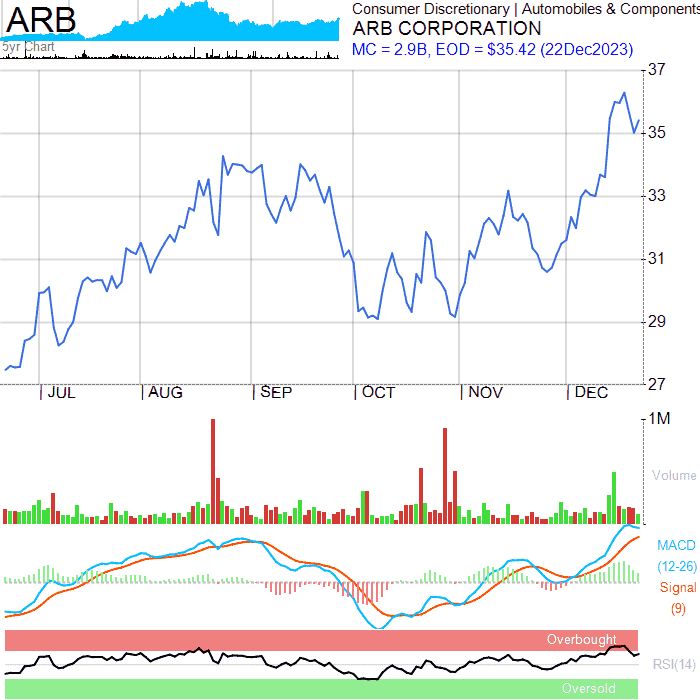 ARB
5yr Chart
Consumer Discretionary | Automobiles & Components
ARB CORPORATION
MC = 2.9B, EOD = $35.42 (22Dec2023)
37
35
33
31
29
27
JUL
AUG
SEP
OCT
NOV
DEC
1M
Volume
MACD
(12-26)
Signal
(9)
Overbought
RSI(14)
Oversold